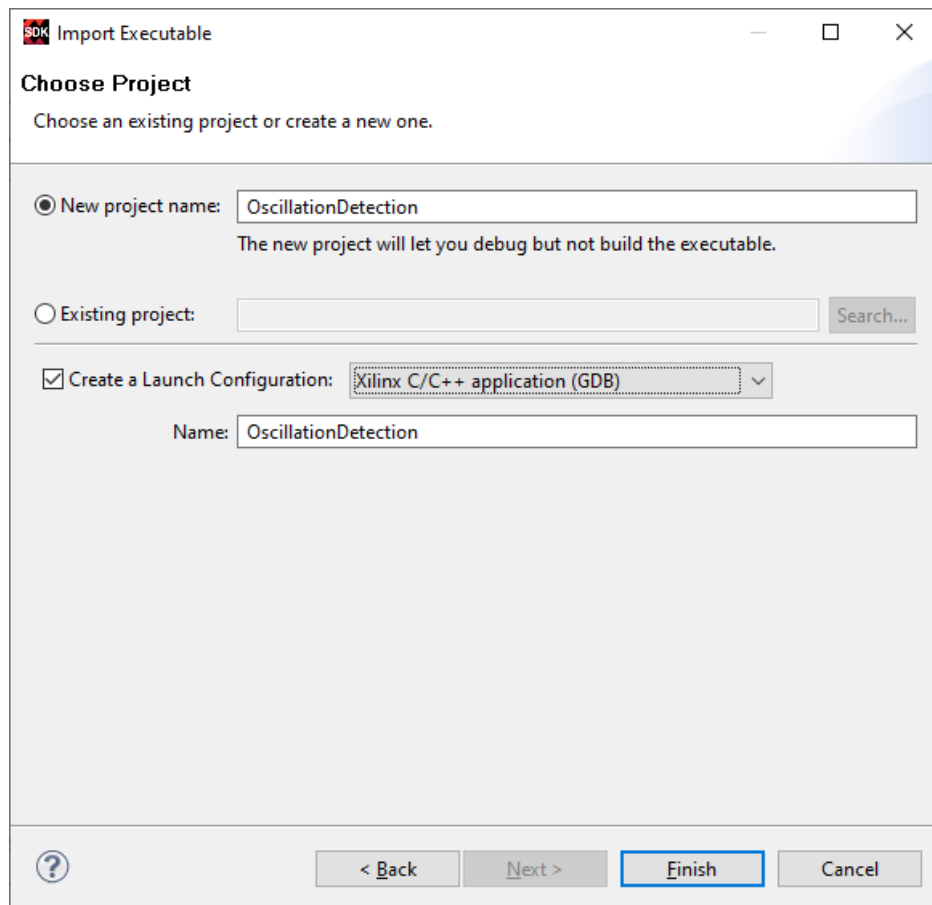 SDK Import Executable
Choose Project
Choose an existing project or create a new one.
New project name: OscillationDetection
The new project will let you debug but not build the executable.
Existing project: Search...
Create a Launch Configuration: Xilinx C/C++ application (GDB)
Name: OscillationDetection
? < Back Next > Finish Cancel